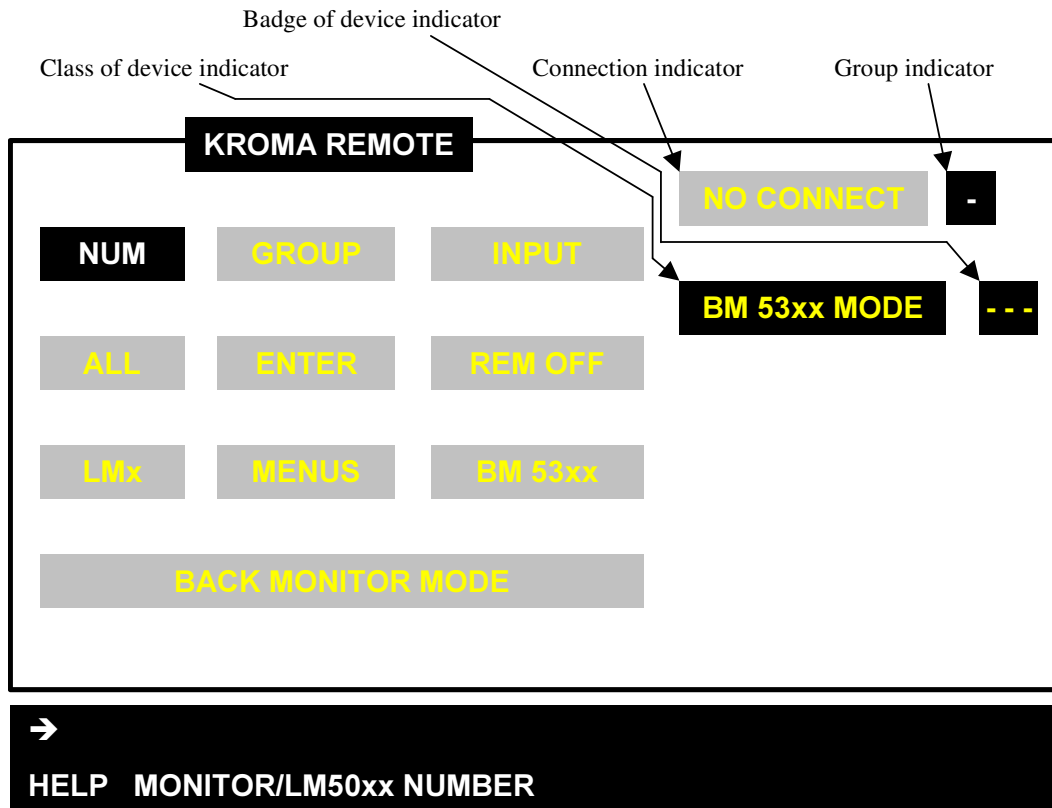 Badge of device indicator
Class of device indicator
Connection indicator
Group indicator
KROMA REMOTE
NO CONNECT
-
NUM
GROUP
INPUT
BM 53xx MODE
- - -
ALL
ENTER
REM OFF
LMx
MENUS
BM 53xx
BACK MONITOR MODE
➔
HELP MONITOR/LM50xx NUMBER